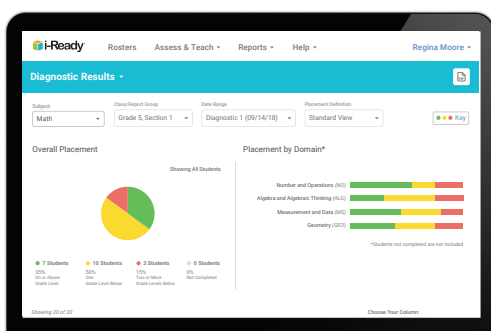 i-Ready Rosters Assess & Teach Reports Help Regina Moore
Diagnostic Results
Subject Class/Report Group Date Range Placement Definition
Math Grade 5, Section 1 Diagnostic 1 (09/14/18) Standard View Key
Overall Placement Placement by Domain*
Showing All Students
Number and Operations (NO)
Algebra and Algebraic Thinking (ALG)
Measurement and Data (MS)
Geometry (GEO)
*Students not completed are not included
7 Students 10 Students 3 Students 0 Students
25% 50% 15% 0%
On or Above One Two or More Not Completed
Grade Level Grade Level Below Grade Levels Below
Showing 20 of 20 Choose Your Column: